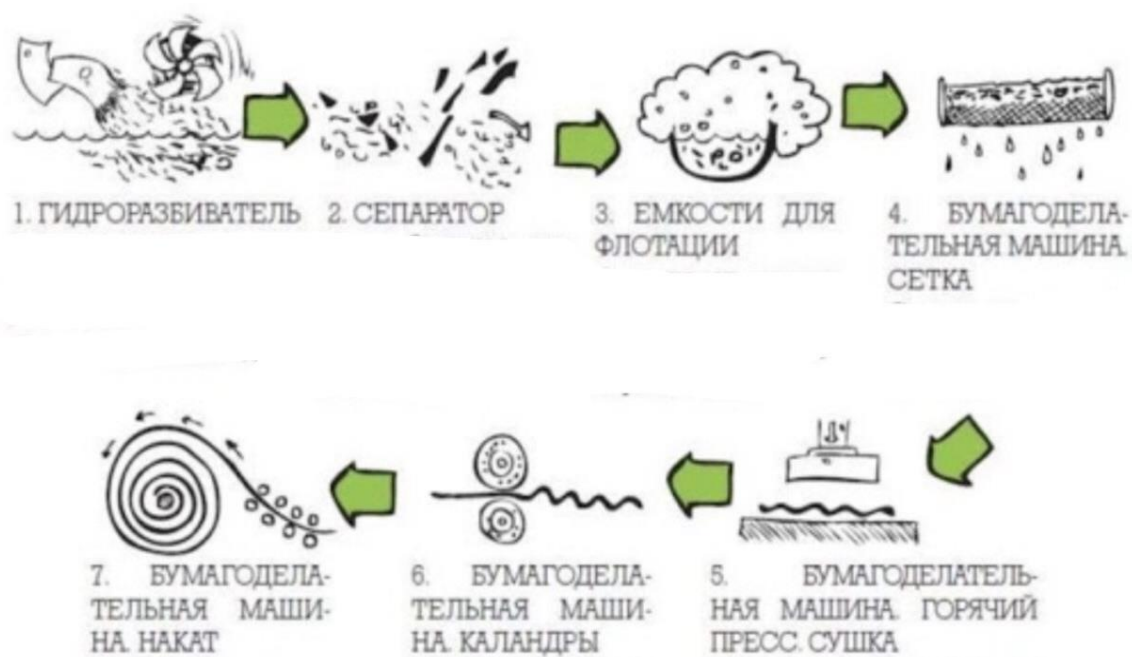 1. ГИДРОРАЗБИВАТЕЛЬ
2. СЕПАРАТОР
3. ЕМКОСТИ ДЛЯ
ФЛОТАЦИИ
4. БУМАГОДЕЛА-
ТЕЛЬНАЯ МАШИНА.
СЕТКА
7. БУМАГОДЕЛА-
ТЕЛЬНАЯ МАШИ-
НА. НАКАТ
6. БУМАГОДЕЛА-
ТЕЛЬНАЯ МАШИ-
НА. КАЛАНДРЫ
5. БУМАГОДЕЛАТЕЛЬ-
НАЯ МАШИНА. ГОРЯЧИЙ
ПРЕСС. СУШКА